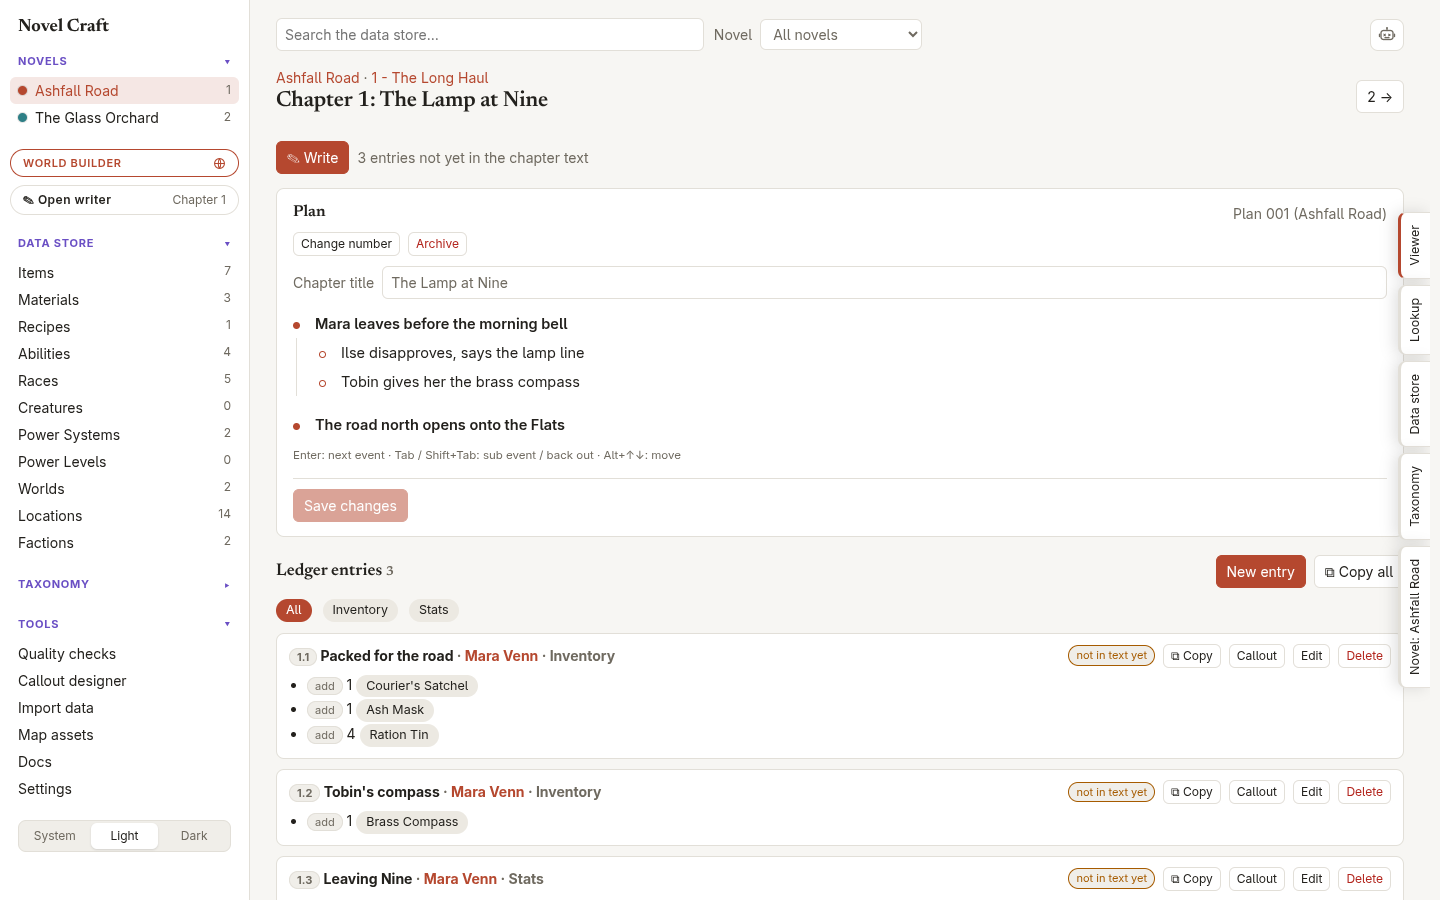 Novel Craft
NOVELS
Ashfall Road 1
The Glass Orchard 2
WORLD BUILDER
✎ Open writer Chapter 1
DATA STORE
Items 7
Materials 3
Recipes 1
Abilities 4
Races 5
Creatures 0
Power Systems 2
Power Levels 0
Worlds 2
Locations 14
Factions 2
TAXONOMY
TOOLS
Quality checks
Callout designer
Import data
Map assets
Docs
Settings
System Light Dark
Search the data store... Novel All novels
Ashfall Road · 1 - The Long Haul
Chapter 1: The Lamp at Nine
2 →
✎ Write 3 entries not yet in the chapter text
Plan Plan 001 (Ashfall Road)
Change number Archive
Chapter title The Lamp at Nine
Mara leaves before the morning bell
Ilse disapproves, says the lamp line
Tobin gives her the brass compass
The road north opens onto the Flats
Enter: next event · Tab / Shift+Tab: sub event / back out · Alt+↑↓: move
Save changes
Ledger entries 3 New entry ⧉ Copy all
All Inventory Stats
1.1 Packed for the road · Mara Venn · Inventory not in text yet ⧉ Copy Callout Edit Delete
• add 1 Courier's Satchel
• add 1 Ash Mask
• add 4 Ration Tin
1.2 Tobin's compass · Mara Venn · Inventory not in text yet ⧉ Copy Callout Edit Delete
• add 1 Brass Compass
1.3 Leaving Nine · Mara Venn · Stats not in text yet ⧉ Copy Callout Edit Delete
Viewer
Lookup
Data store
Taxonomy
Novel: Ashfall Road